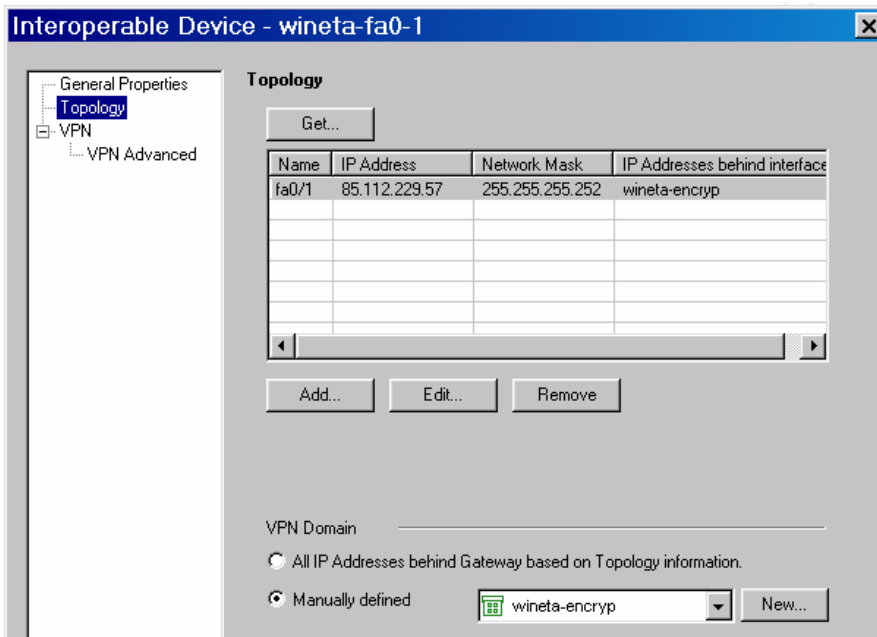 Interoperable Device - wineta-fa0-1
General Properties
Topology
VPN
VPN Advanced
Topology
Get...
Name IP Address Network Mask IP Addresses behind interface
fa0/1 85.112.229.57 255.255.255.252 wineta-encryp
Add... Edit... Remove
VPN Domain
All IP Addresses behind Gateway based on Topology information.
Manually defined wineta-encryp New...